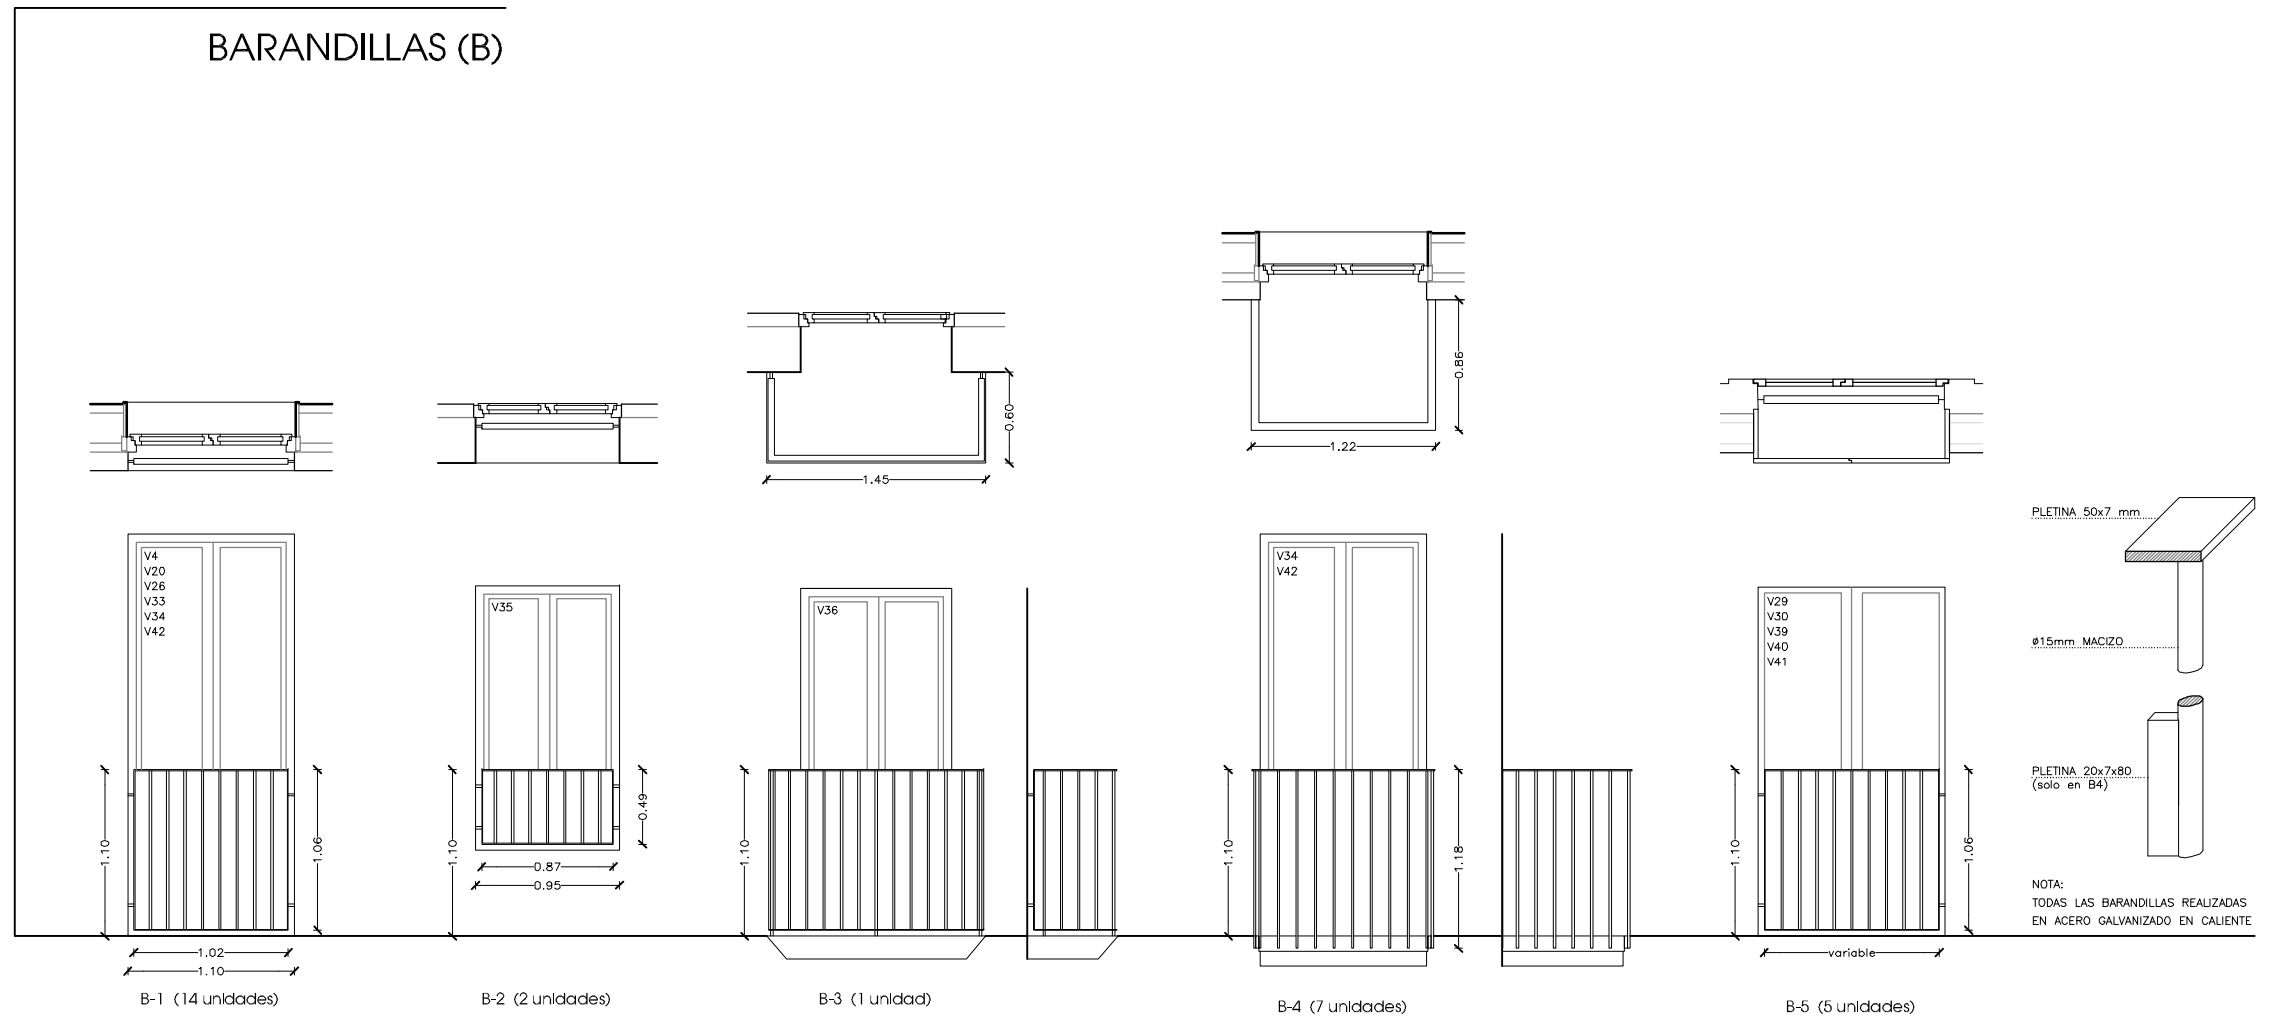 BARANDILLAS (B)
0.86
1.22
0.60
1.45
PLETINA 50x7 mm
ø15mm MACIZO
PLETINA 20x7x80
(solo en B4)
NOTA:
TODAS LAS BARANDILLAS REALIZADAS
EN ACERO GALVANIZADO EN CALIENTE
V4
V20
V26
V33
V34
V42
1.10
1.06
1.02
1.10
B-1 (14 unidades)
V35
1.10
0.49
0.87
0.95
B-2 (2 unidades)
V36
1.10
B-3 (1 unidad)
V34
V42
1.10
1.18
B-4 (7 unidades)
V29
V30
V39
V40
V41
1.10
1.06
variable
B-5 (5 unidades)